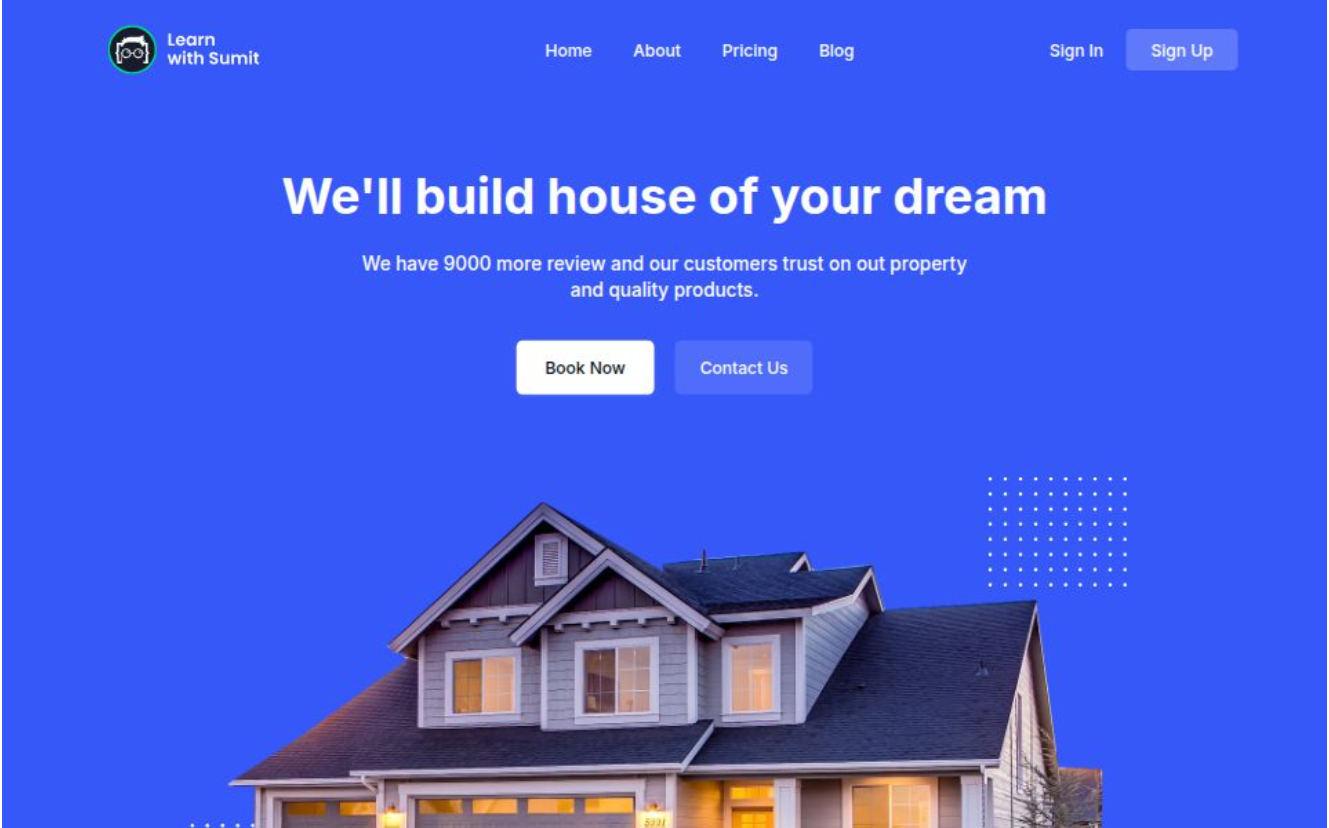 Learn
with Sumit
Home
About
Pricing
Blog
Sign In
Sign Up
We'll build house of your dream
We have 9000 more review and our customers trust on out property
and quality products.
Book Now
Contact Us